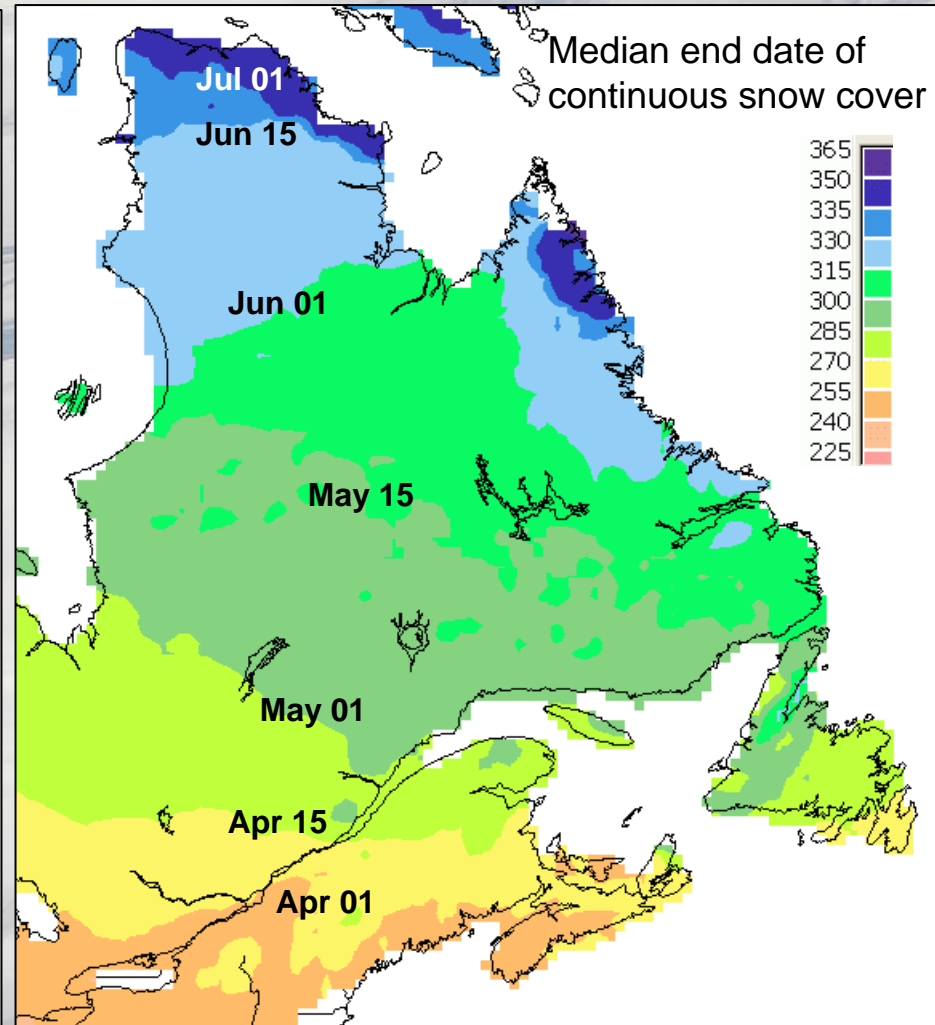 Median end date of
continuous snow cover
Jul 01
Jun 15
Jun 01
May 15
May 01
Apr 15
Apr 01
365
350
335
330
315
300
285
270
255
240
225